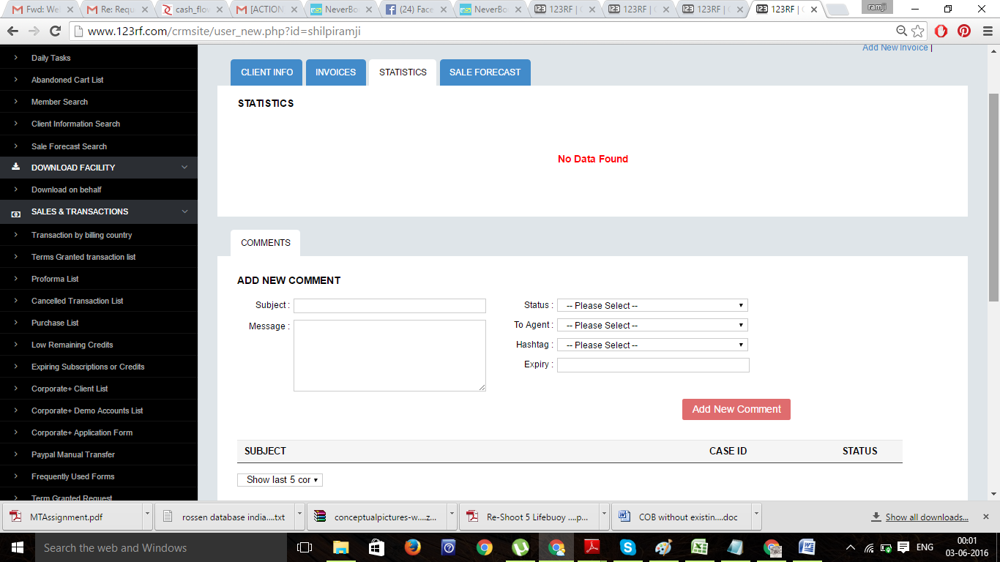 Fwd: We
Re: Requ
cash_flow
[ACTION
NeverBo
(24) Face
NeverBo
123RF |
123RF |
123RF |
123RF |
ramji
www.123rf.com/crmsite/user_new.php?id=shilpiramji
Add New Invoice |
Daily Tasks
Abandoned Cart List
Member Search
Client Information Search
Sale Forecast Search
DOWNLOAD FACILITY
Download on behalf
SALES & TRANSACTIONS
Transaction by billing country
Terms Granted transaction list
Proforma List
Cancelled Transaction List
Purchase List
Low Remaining Credits
Expiring Subscriptions or Credits
Corporate+ Client List
Corporate+ Demo Accounts List
Corporate+ Application Form
Paypal Manual Transfer
Frequently Used Forms
Term Granted Request
CLIENT INFO INVOICES STATISTICS SALE FORECAST
STATISTICS
No Data Found
COMMENTS
ADD NEW COMMENT
Subject :
Message :
Status : -- Please Select --
To Agent : -- Please Select --
Hashtag : -- Please Select --
Expiry :
Add New Comment
SUBJECT CASE ID STATUS
Show last 5 cor
MTAssignment.pdf
rossen database india....txt
conceptualpictures-w....z...
Re-Shoot 5 Lifebuoy ....p...
COB without existin....doc
Show all downloads...
Search the web and Windows
ENG
00:01
03-06-2016